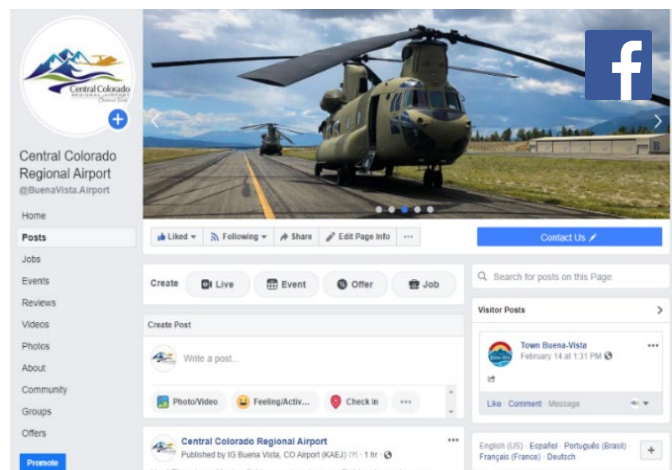 f
Central Colorado
REGIONAL AIRPORT
Central Colorado
Regional Airport
@BuenaVista.Airport
Home
Posts
Jobs
Events
Reviews
Videos
Photos
About
Community
Groups
Offers
Promote
Liked Following Share Edit Page Info ...
Contact Us
Create Live Event Offer Job
Search for posts on this Page
Create Post
Write a post...
Photo/Video Feeling/Activ... Check in ...
Visitor Posts
Town Buena-Vista ...
February 14 at 1:31 PM
Like · Comment · Message
Central Colorado Regional Airport ...
Published by IG Buena Vista, CO Airport (KAEJ) [?] · 1 hr ·
English (US) · Español · Português (Brasil) ·
Français (France) · Deutsch